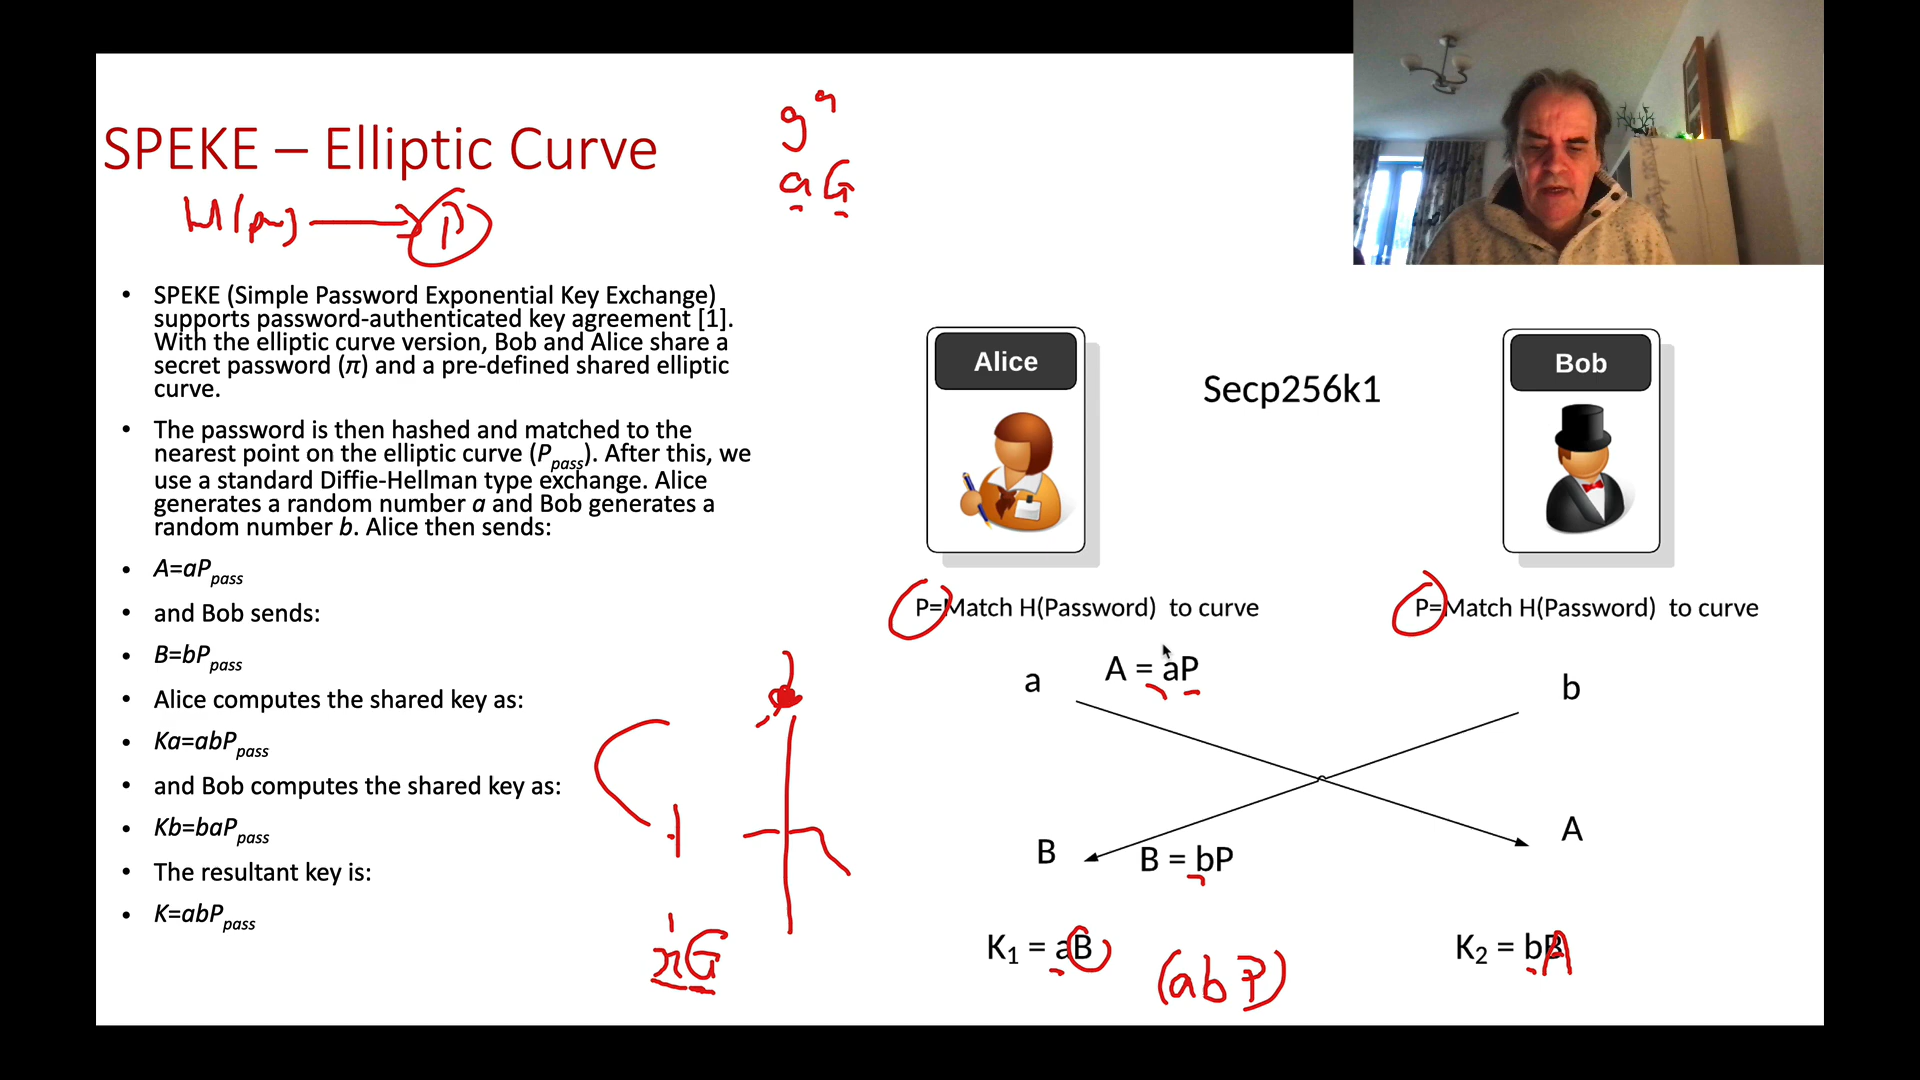 SPEKE – Elliptic Curve
H(pw) → P
g^a
aG
• SPEKE (Simple Password Exponential Key Exchange)
supports password-authenticated key agreement [1].
With the elliptic curve version, Bob and Alice share a
secret password (π) and a pre-defined shared elliptic
curve.
• The password is then hashed and matched to the
nearest point on the elliptic curve (Ppass). After this, we
use a standard Diffie-Hellman type exchange. Alice
generates a random number a and Bob generates a
random number b. Alice then sends:
• A=aPpass
• and Bob sends:
• B=bPpass
• Alice computes the shared key as:
• Ka=abPpass
• and Bob computes the shared key as:
• Kb=baPpass
• The resultant key is:
• K=abPpass
nG
Alice
Secp256k1
Bob
P=Match H(Password) to curve
P=Match H(Password) to curve
a
A = aP
b
B
B = bP
A
K1 = aB
(abP)
K2 = bB
A